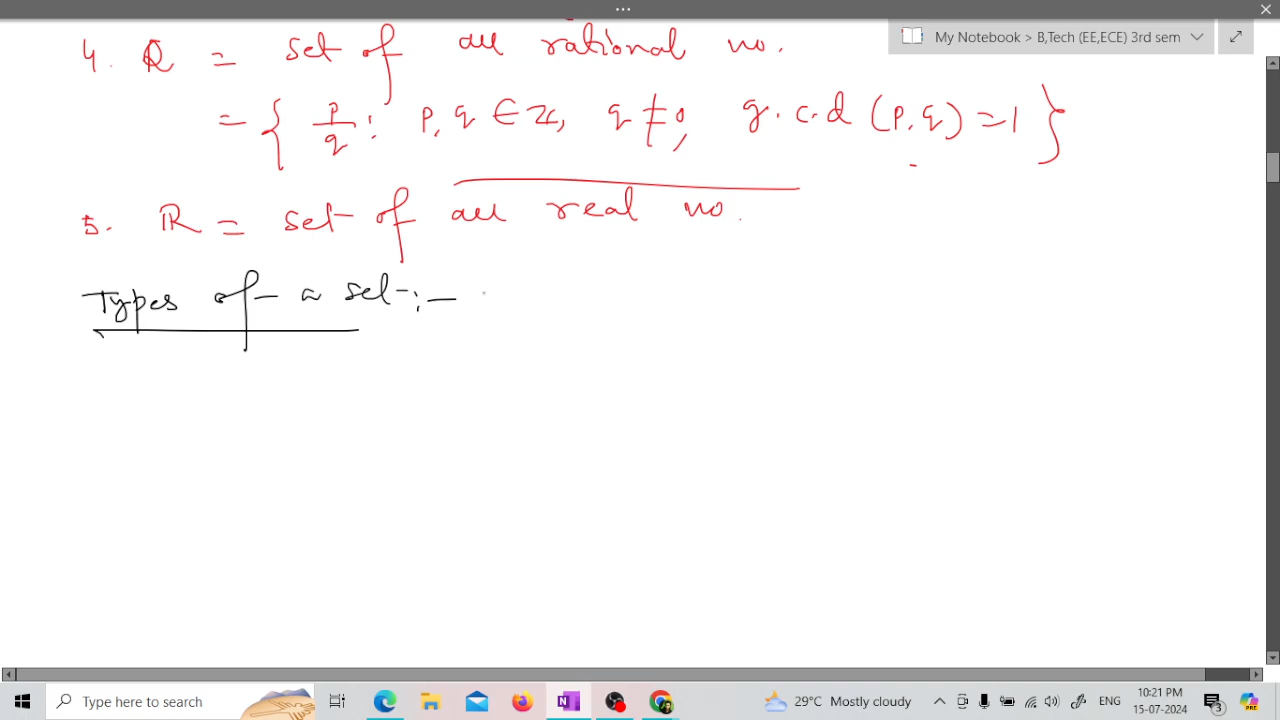 ...
My Notebook > B,Tech (EE,ECE) 3rd sem
4. Q = set of all rational no.
= { p/q : p, q ∈ Z, q ≠ 0, g.c.d (p, q) = 1 }
5. R = set of all real no.
Types of a set :-
Type here to search
29°C Mostly cloudy
ENG
10:21 PM
15-07-2024
3